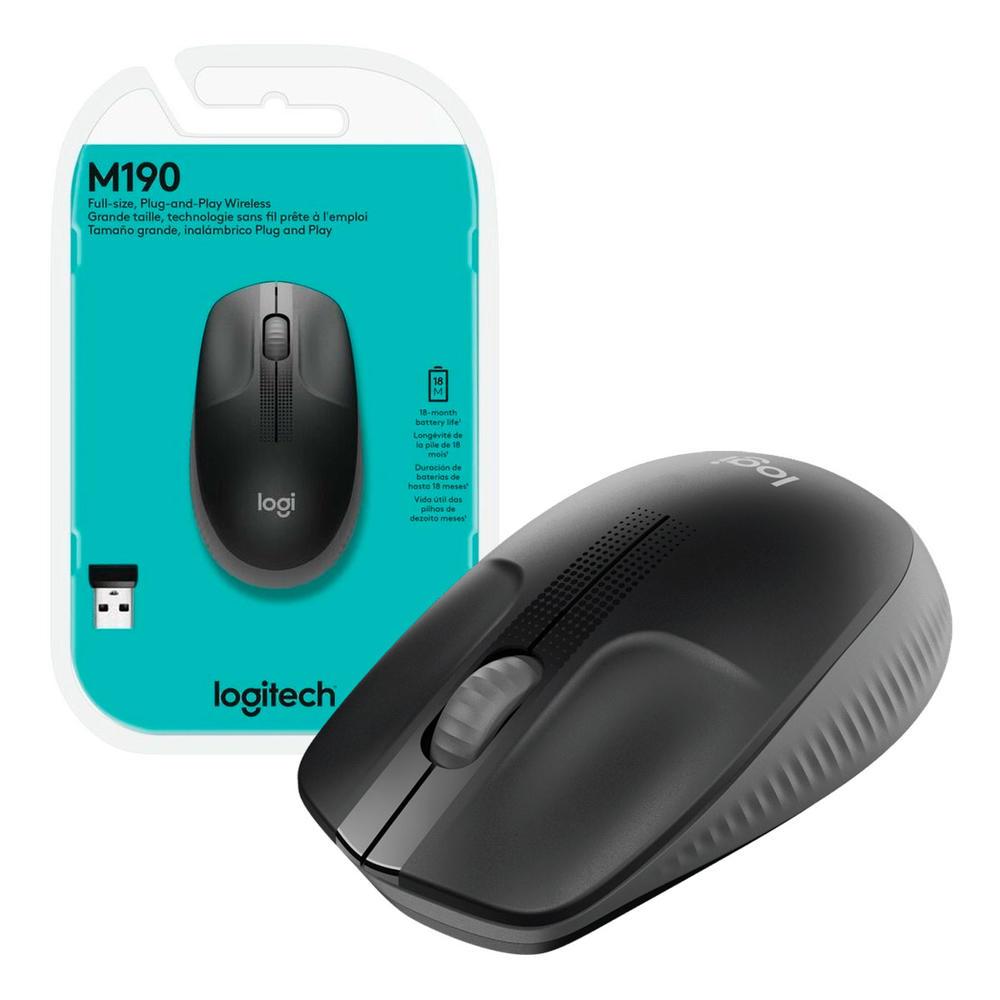 M190
Full-size, Plug-and-Play Wireless
Grande taille, technologie sans fil prête à l'emploi
Tamaño grande, inalámbrico Plug and Play
18
M
18-month
battery life¹
Longévité de
la pile de 18
mois¹
Duración de
baterías de
hasta 18 meses¹
Vida útil das
pilhas de
dezoito meses¹
logi
logitech
logi